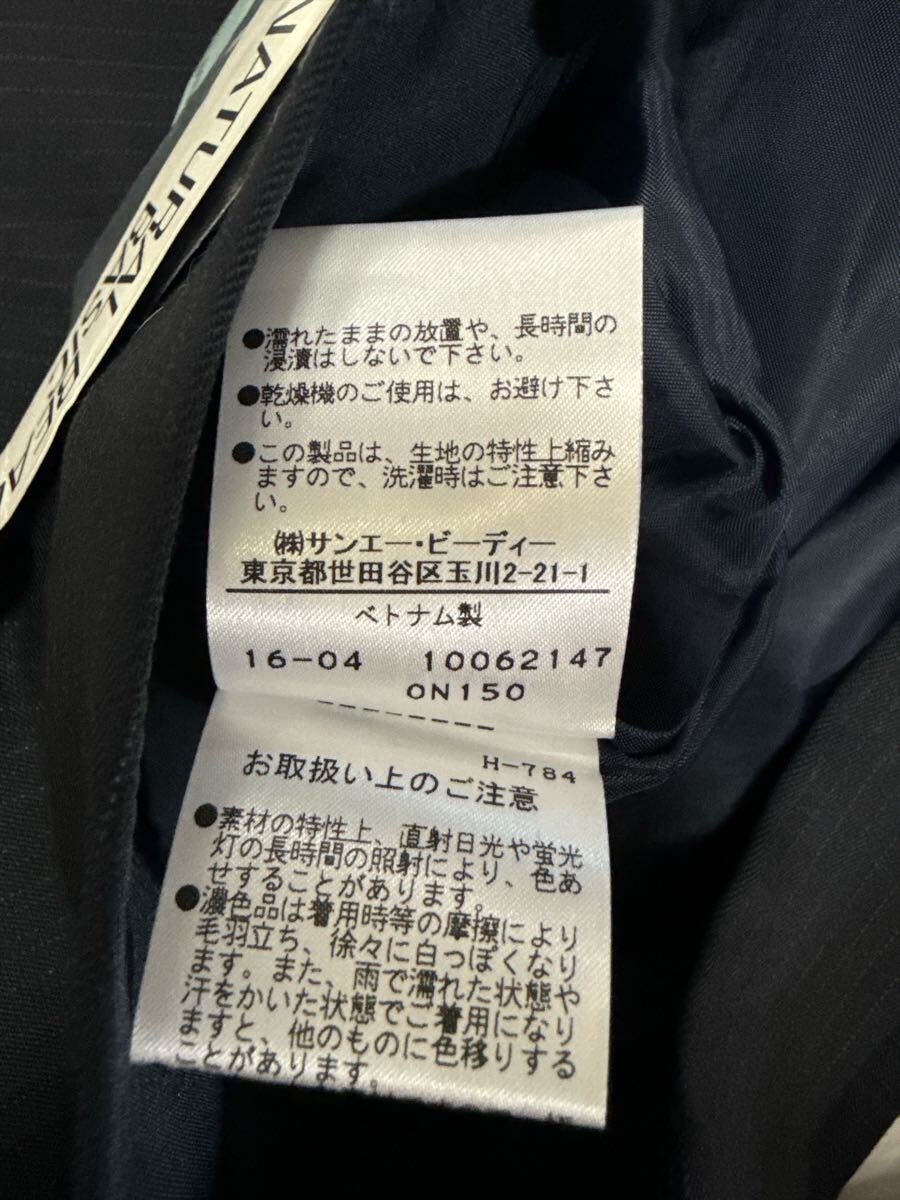 NATURAL BEAU
BASIC
●濡れたままの放置や、長時間の
浸漬はしないで下さい。
●乾燥機のご使用は、お避け下さ
い。
●この製品は、生地の特性上縮み
ますので、洗濯時はご注意下さ
い。
㈱サンエー・ビーディー
東京都世田谷区玉川2-21-1
ベトナム製
16-04 10062147
0N150
H-784
お取扱い上のご注意
●素材の特性上、直射日光や蛍光
灯の長時間の照射により、色あ
せすることがあります。
●濃色品は着用時等の摩擦により
毛羽立ち、徐々に白っぽくなり
ます。また、雨で濡れた状態や
汗をかいた状態でご着用になり
ますと、他のものに色移りする
ことがあります。